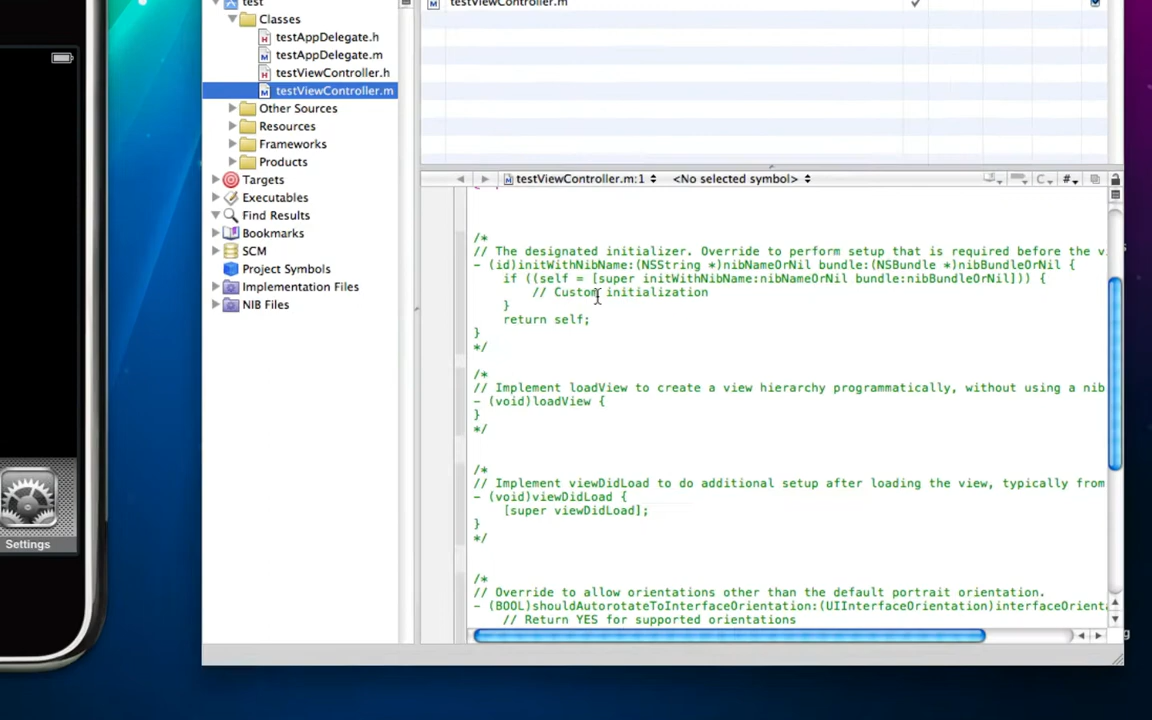 test
testViewController.m
Classes
testAppDelegate.h
testAppDelegate.m
testViewController.h
testViewController.m
Other Sources
Resources
Frameworks
Products
Targets
Executables
Find Results
Bookmarks
SCM
Project Symbols
Implementation Files
NIB Files
testViewController.m:1 <No selected symbol>
C
#
/*
// The designated initializer. Override to perform setup that is required before the v
- (id)initWithNibName:(NSString *)nibNameOrNil bundle:(NSBundle *)nibBundleOrNil {
if ((self = [super initWithNibName:nibNameOrNil bundle:nibBundleOrNil])) {
// Custom initialization
}
return self;
}
*/
/*
// Implement loadView to create a view hierarchy programmatically, without using a nib
- (void)loadView {
}
*/
/*
// Implement viewDidLoad to do additional setup after loading the view, typically from
- (void)viewDidLoad {
[super viewDidLoad];
}
*/
/*
// Override to allow orientations other than the default portrait orientation.
- (BOOL)shouldAutorotateToInterfaceOrientation:(UIInterfaceOrientation)interfaceOrient
// Return YES for supported orientations
Settings